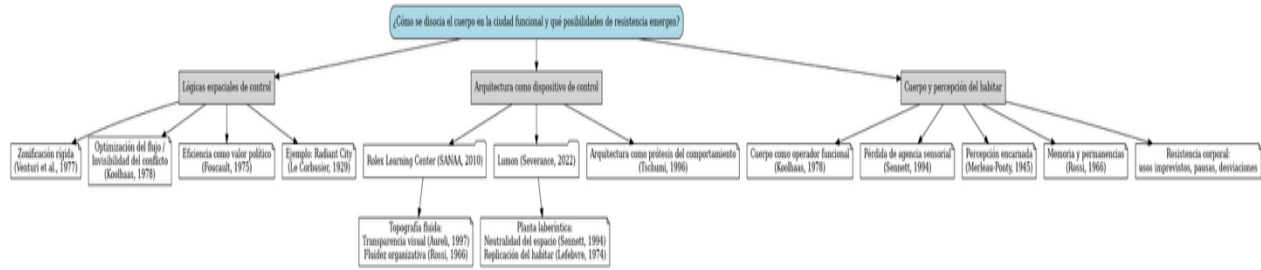 ¿Cómo se disocia el cuerpo en la ciudad funcional y qué posibilidades de resistencia emergen?
Lógicas espaciales de control
Arquitectura como dispositivo de control
Cuerpo y percepción del habitar
Zonificación rígida
(Venturi et al., 1977)
Optimización del flujo /
Invisibilidad del conflicto
(Koolhaas, 1978)
Eficiencia como valor político
(Foucault, 1975)
Ejemplo: Radiant City
(Le Corbusier, 1929)
Rolex Learning Center (SANAA, 2010)
Lumon (Severance, 2022)
Arquitectura como prótesis del comportamiento
(Tschumi, 1996)
Cuerpo como operador funcional
(Koolhaas, 1978)
Pérdida de agencia sensorial
(Sennett, 1994)
Percepción encarnada
(Merleau-Ponty, 1945)
Memoria y permanencias
(Rossi, 1966)
Resistencia corporal:
usos imprevistos, pausas, desviaciones
Topografía fluida:
Transparencia visual (Aureli, 1997)
Fluidez organizativa (Rossi, 1966)
Planta laberística:
Neutralidad del espacio (Sennett, 1994)
Replicación del habitar (Lefebvre, 1974)